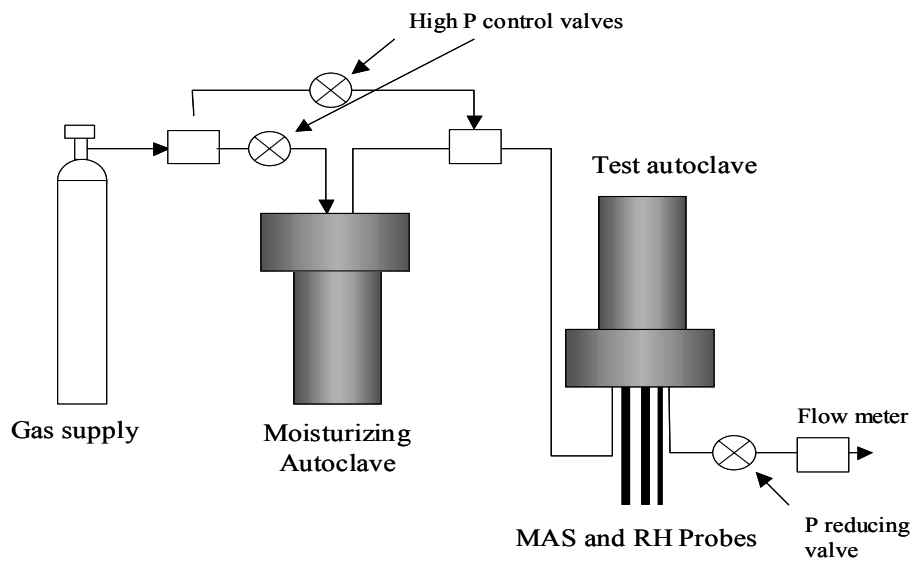 High P control valves
Test autoclave
Gas supply
Moisturizing
Autoclave
Flow meter
MAS and RH Probes
P reducing
valve